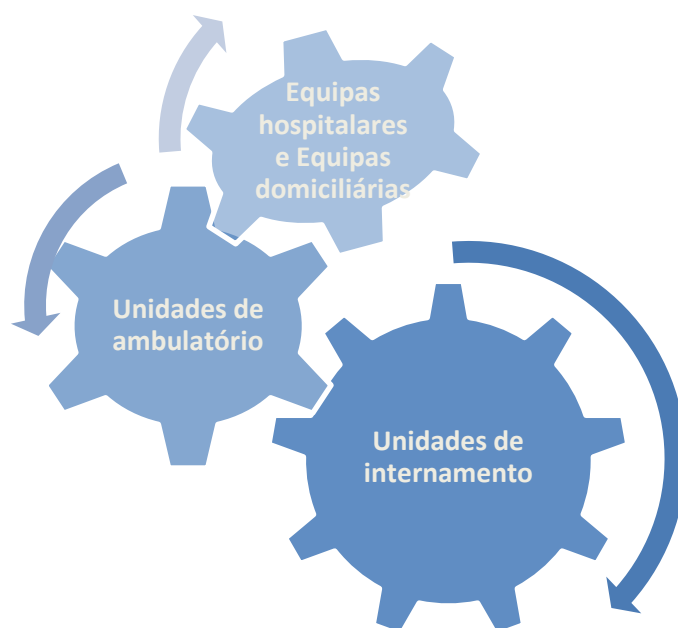 Equipas
hospitalares
e Equipas
domiciliárias
Unidades de
ambulatório
Unidades de
internamento